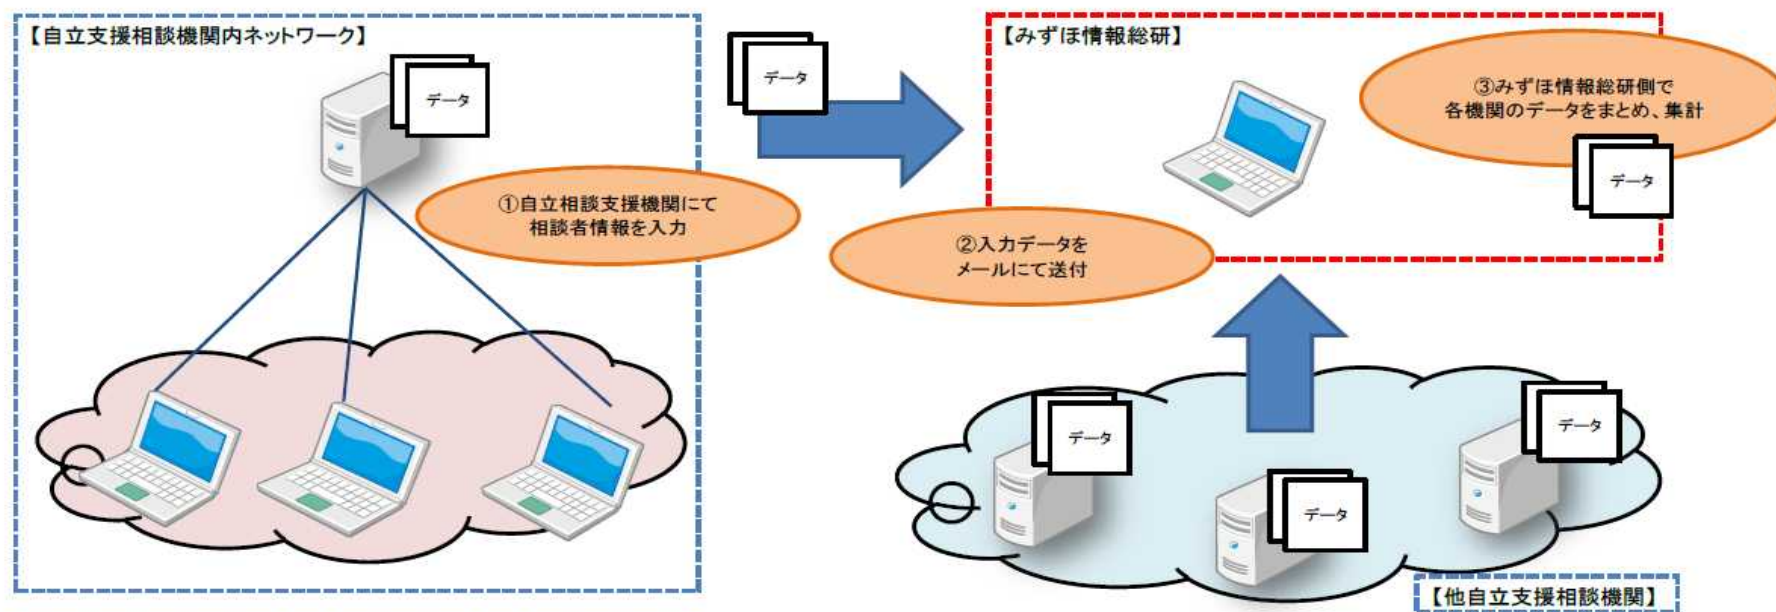 【自立支援相談機関内ネットワーク】
データ
①自立相談支援機関にて
相談者情報を入力
データ
【みずほ情報総研】
③みずほ情報総研側で
各機関のデータをまとめ、集計
データ
②入力データを
メールにて送付
データ
データ
データ
【他自立支援相談機関】